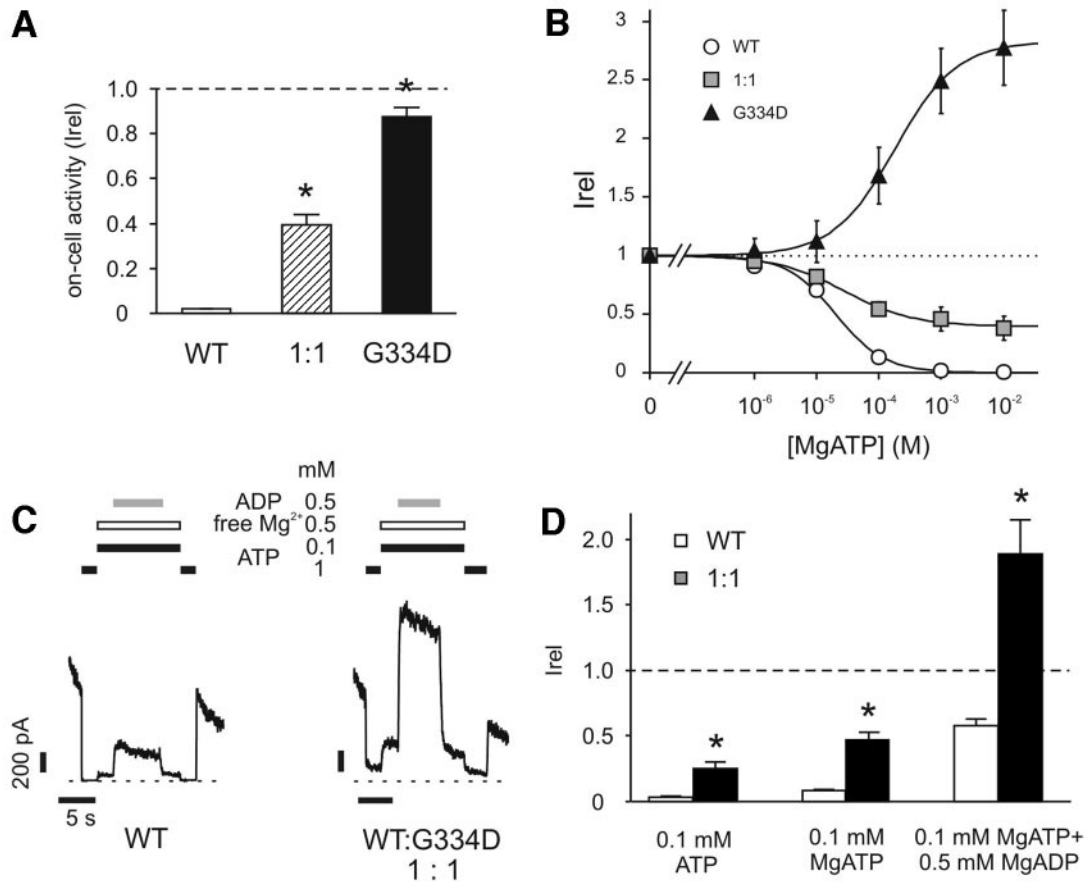 A
on-cell activity (Irel)
1.0
0.8
0.6
0.4
0.2
0
*
*
WT
1:1
G334D
B
Irel
3
2.5
2
1.5
1
0.5
0
WT
1:1
G334D
0
10⁻⁶
10⁻⁵
10⁻⁴
10⁻³
10⁻²
[MgATP] (M)
C
mM
ADP 0.5
free Mg²⁺ 0.5
ATP 0.1
1
200 pA
5 s
WT
WT:G334D
1 : 1
D
Irel
2.0
1.5
1.0
0.5
0
WT
1:1
*
*
*
0.1 mM
ATP
0.1 mM
MgATP
0.1 mM MgATP+
0.5 mM MgADP